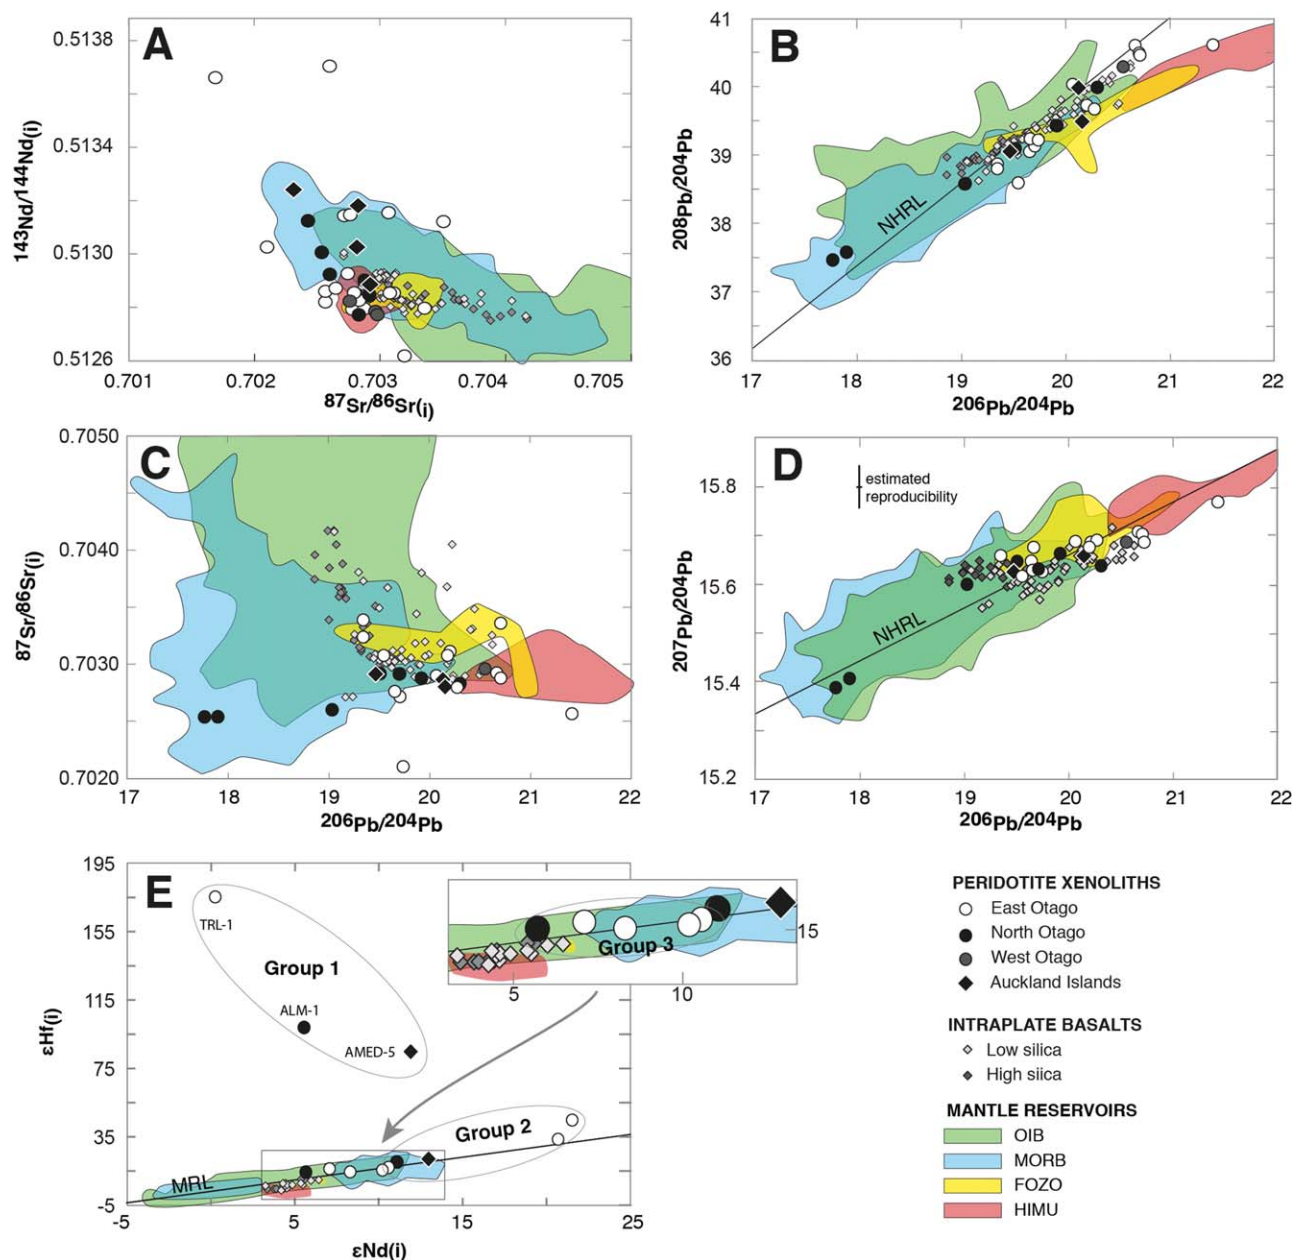 A
0.5138
0.5134
0.5130
0.5126
143Nd/144Nd(i)
0.701
0.702
0.703
0.704
0.705
87Sr/86Sr(i)
B
41
40
39
38
37
36
208Pb/204Pb
NHRL
17
18
19
20
21
22
206Pb/204Pb
C
0.7050
0.7040
0.7030
0.7020
87Sr/86Sr(i)
17
18
19
20
21
22
206Pb/204Pb
D
estimated
reproducibility
15.8
15.6
15.4
15.2
207Pb/204Pb
NHRL
17
18
19
20
21
22
206Pb/204Pb
E
195
155
115
75
35
-5
εHf(i)
TRL-1
Group 1
ALM-1
AMED-5
Group 3
15
5
10
Group 2
MRL
-5
5
15
25
εNd(i)
PERIDOTITE XENOLITHS
East Otago
North Otago
West Otago
Auckland Islands
INTRAPLATE BASALTS
Low silica
High siica
MANTLE RESERVOIRS
OIB
MORB
FOZO
HIMU